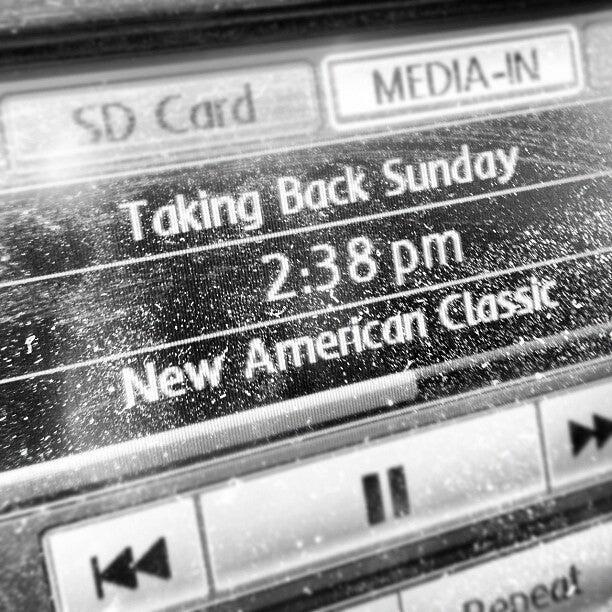 SD Card
MEDIA-IN
Taking Back Sunday
2:38 pm
New American Classic
Repeat